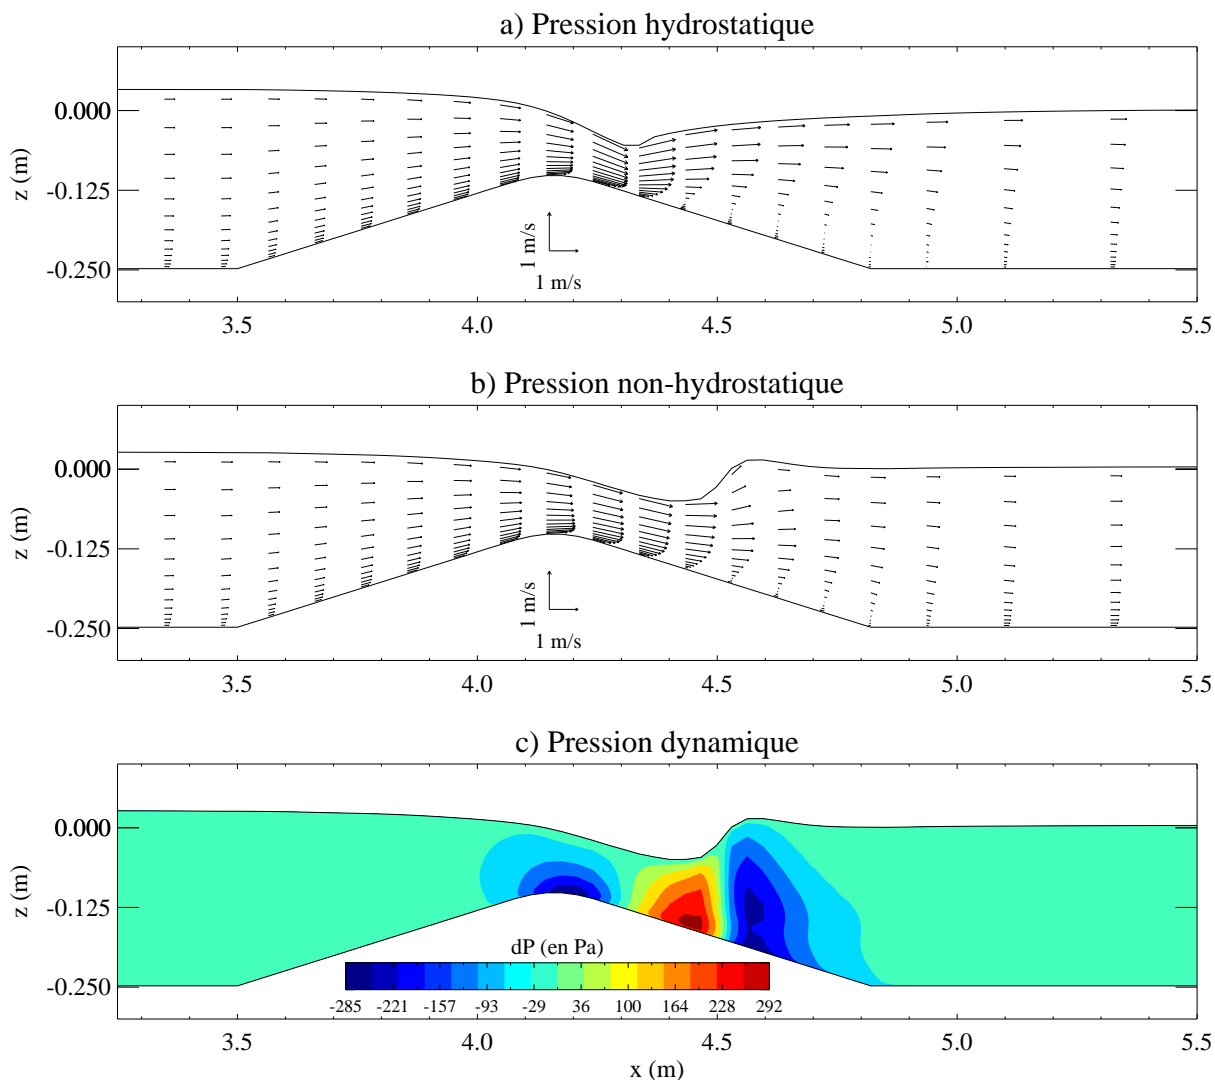 a) Pression hydrostatique
0.000
-0.125
-0.250
z (m)
1 m/s
1 m/s
3.5 4.0 4.5 5.0 5.5
b) Pression non-hydrostatique
0.000
-0.125
-0.250
z (m)
1 m/s
1 m/s
3.5 4.0 4.5 5.0 5.5
c) Pression dynamique
0.000
-0.125
-0.250
z (m)
dP (en Pa)
-285 -221 -157 -93 -29 36 100 164 228 292
3.5 4.0 4.5 5.0 5.5
x (m)